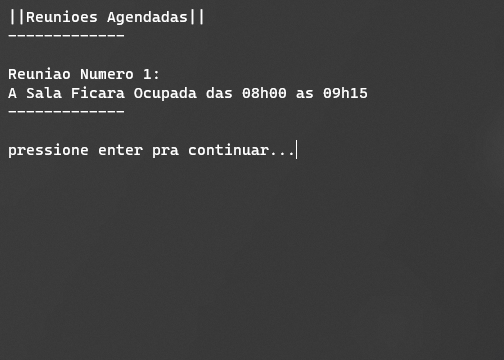 ||Reunioes Agendadas||
-------------
Reuniao Numero 1:
A Sala Ficara Ocupada das 08h00 as 09h15
-------------
pressione enter pra continuar...